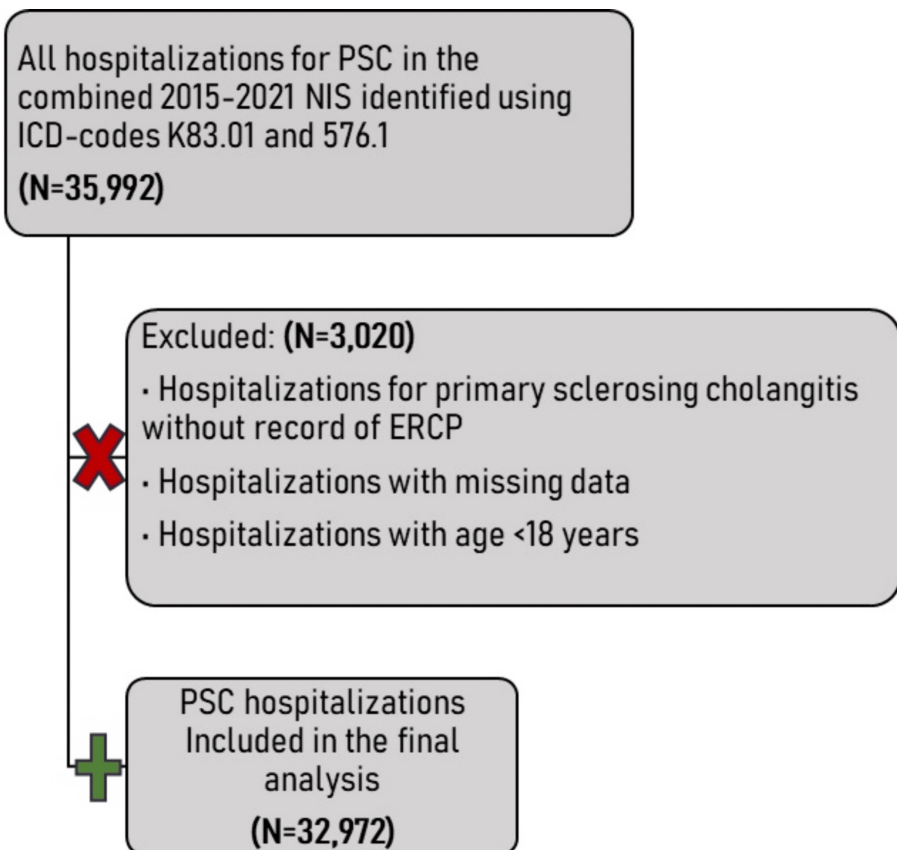 All hospitalizations for PSC in the
combined 2015-2021 NIS identified using
ICD-codes K83.01 and 576.1
(N=35,992)
Excluded: (N=3,020)
· Hospitalizations for primary sclerosing cholangitis
without record of ERCP
· Hospitalizations with missing data
· Hospitalizations with age <18 years
PSC hospitalizations
Included in the final
analysis
(N=32,972)